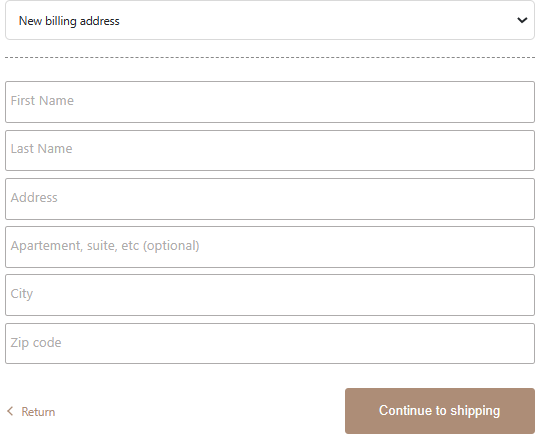 New billing address
First Name
Last Name
Address
Apartement, suite, etc (optional)
City
Zip code
Return
Continue to shipping